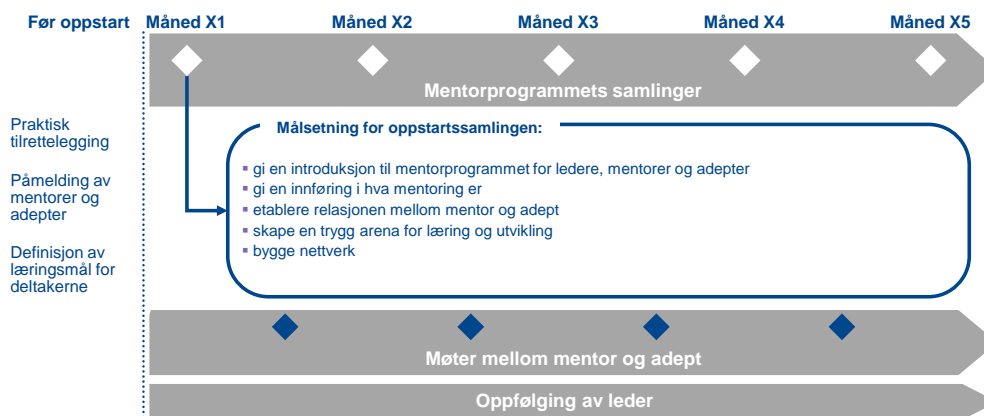 Før oppstart
Måned X1
Måned X2
Måned X3
Måned X4
Måned X5
Mentorprogrammets samlinger
Praktisk
tilrettelegging
Påmelding av
mentorer og
adepter
Definisjon av
læringsmål for
deltakerne
Målsetning for oppstartssamlingen:
▪ gi en introduksjon til mentorprogrammet for ledere, mentorer og adepter
▪ gi en innføring i hva mentoring er
▪ etablere relasjonen mellom mentor og adept
▪ skape en trygg arena for læring og utvikling
▪ bygge nettverk
Møter mellom mentor og adept
Oppfølging av leder